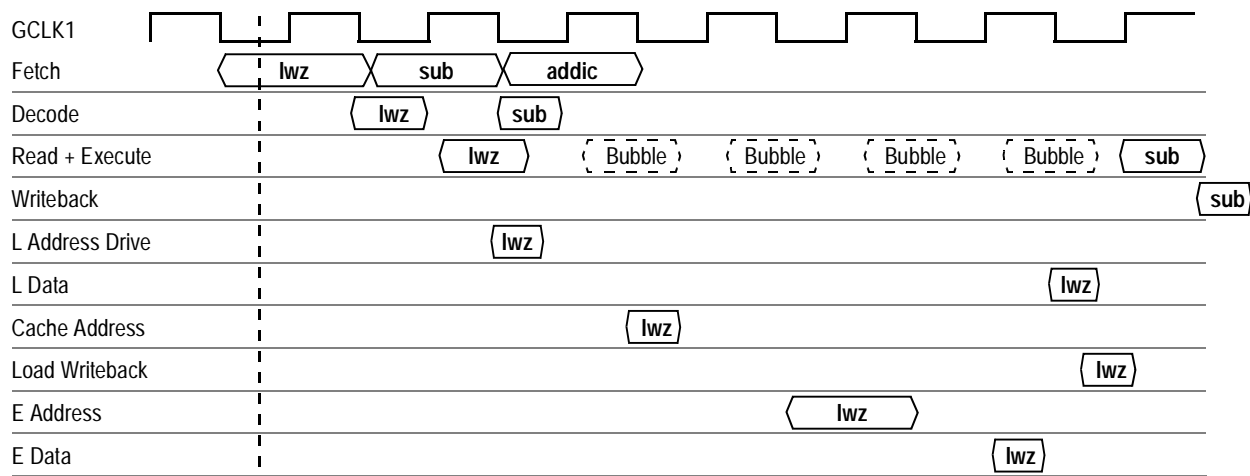 GCLK1
Fetch lwz sub addic
Decode lwz sub
Read + Execute lwz Bubble Bubble Bubble Bubble sub
Writeback sub
L Address Drive lwz
L Data lwz
Cache Address lwz
Load Writeback lwz
E Address lwz
E Data lwz